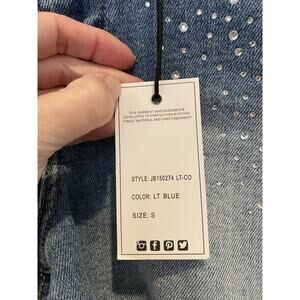 THIS GARMENT WAS DESIGNED &
DEVELOPED TO PERFECTION WITH THE
FINEST MATERIAL AND CRAFTMANSHIP
STYLE: JB150274 LT-CO
COLOR: LT BLUE
SIZE: S